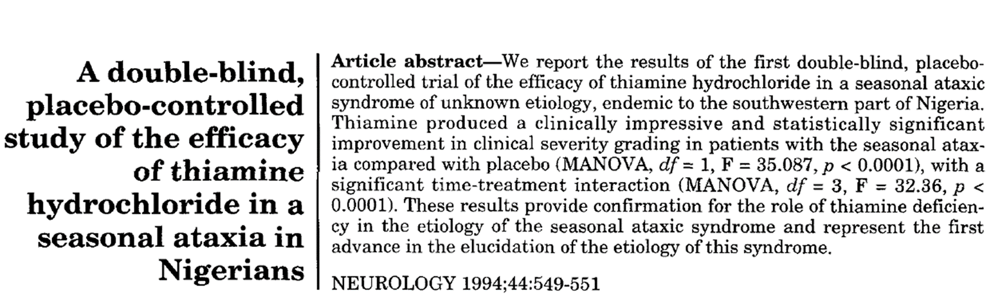 A double-blind,
placebo-controlled
study of the efficacy
of thiamine
hydrochloride in a
seasonal ataxia in
Nigerians
Article abstract—We report the results of the first double-blind, placebo-
controlled trial of the efficacy of thiamine hydrochloride in a seasonal ataxic
syndrome of unknown etiology, endemic to the southwestern part of Nigeria.
Thiamine produced a clinically impressive and statistically significant
improvement in clinical severity grading in patients with the seasonal atax-
ia compared with placebo (MANOVA, df = 1, F = 35.087, p < 0.0001), with a
significant time-treatment interaction (MANOVA, df = 3, F = 32.36, p <
0.0001). These results provide confirmation for the role of thiamine deficien-
cy in the etiology of the seasonal ataxic syndrome and represent the first
advance in the elucidation of the etiology of this syndrome.
NEUROLOGY 1994;44:549-551